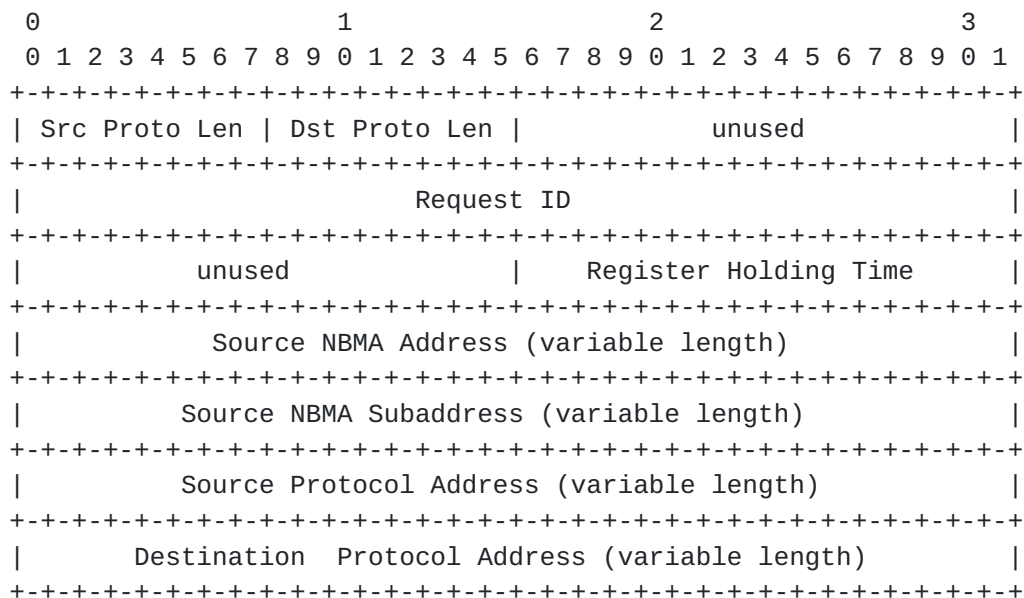 0                   1                   2                   3
 0 1 2 3 4 5 6 7 8 9 0 1 2 3 4 5 6 7 8 9 0 1 2 3 4 5 6 7 8 9 0 1
+-+-+-+-+-+-+-+-+-+-+-+-+-+-+-+-+-+-+-+-+-+-+-+-+-+-+-+-+-+-+-+-+
| Src Proto Len | Dst Proto Len |            unused             |
+-+-+-+-+-+-+-+-+-+-+-+-+-+-+-+-+-+-+-+-+-+-+-+-+-+-+-+-+-+-+-+-+
|                         Request ID                            |
+-+-+-+-+-+-+-+-+-+-+-+-+-+-+-+-+-+-+-+-+-+-+-+-+-+-+-+-+-+-+-+-+
|           unused              |    Register Holding Time      |
+-+-+-+-+-+-+-+-+-+-+-+-+-+-+-+-+-+-+-+-+-+-+-+-+-+-+-+-+-+-+-+-+
|            Source NBMA Address (variable length)              |
+-+-+-+-+-+-+-+-+-+-+-+-+-+-+-+-+-+-+-+-+-+-+-+-+-+-+-+-+-+-+-+-+
|          Source NBMA Subaddress (variable length)             |
+-+-+-+-+-+-+-+-+-+-+-+-+-+-+-+-+-+-+-+-+-+-+-+-+-+-+-+-+-+-+-+-+
|          Source Protocol Address (variable length)            |
+-+-+-+-+-+-+-+-+-+-+-+-+-+-+-+-+-+-+-+-+-+-+-+-+-+-+-+-+-+-+-+-+
|       Destination  Protocol Address (variable length)         |
+-+-+-+-+-+-+-+-+-+-+-+-+-+-+-+-+-+-+-+-+-+-+-+-+-+-+-+-+-+-+-+-+